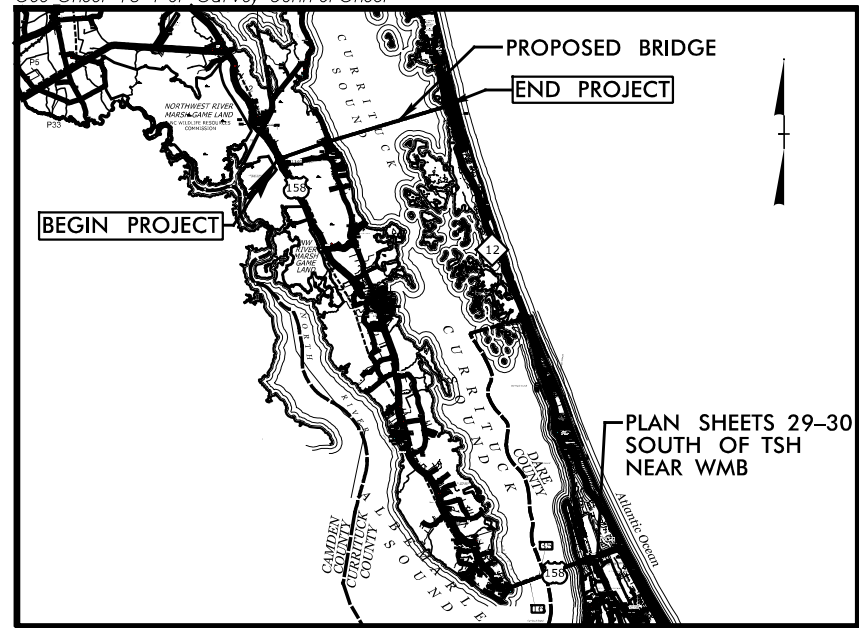 PROPOSED BRIDGE
END PROJECT
CURRITUCK
SOUND
P5
P33
NORTHWEST RIVER
MARSH GAME LAND
NC WILDLIFE RESOURCES
COMMISSION
158
BEGIN PROJECT
12
NW
RIVER
MARSH
GAME
LAND
NORTH
RIVER
CURRITUCK
SOUND
PLAN SHEETS 29–30
SOUTH OF TSH
NEAR WMB
DARE
COUNTY
Atlantic Ocean
CAMDEN
COUNTY
CURRITUCK
COUNTY
ALBEMARLE
SOUND
158